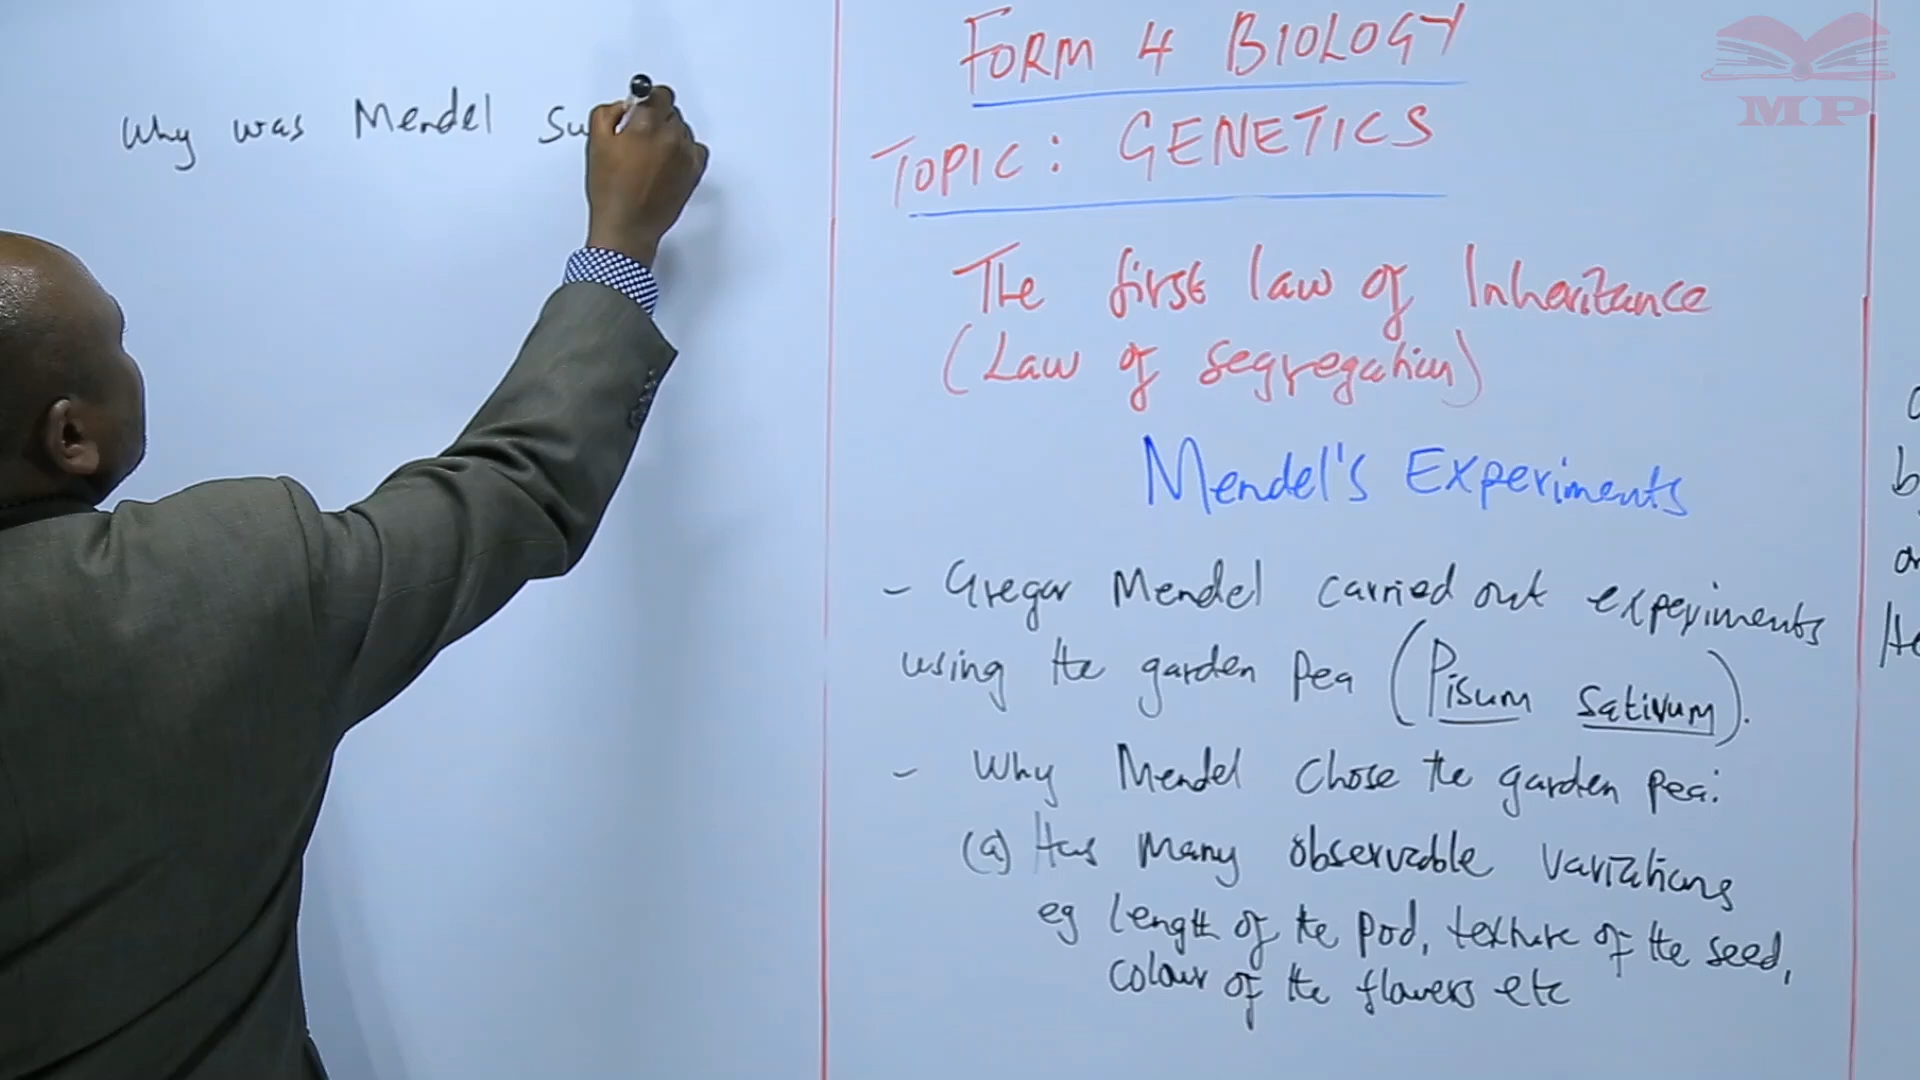 Why was Mendel Su
FORM 4 BIOLOGY
TOPIC: GENETICS
The first law of Inheritance
(Law of segregation)
Mendel's Experiments
- Gregor Mendel carried out experiments
using the garden pea (Pisum sativum).
- Why Mendel chose the garden pea:
(a) Has many observable variations
eg length of the pod, texture of the seed,
colour of the flowers etc
MP